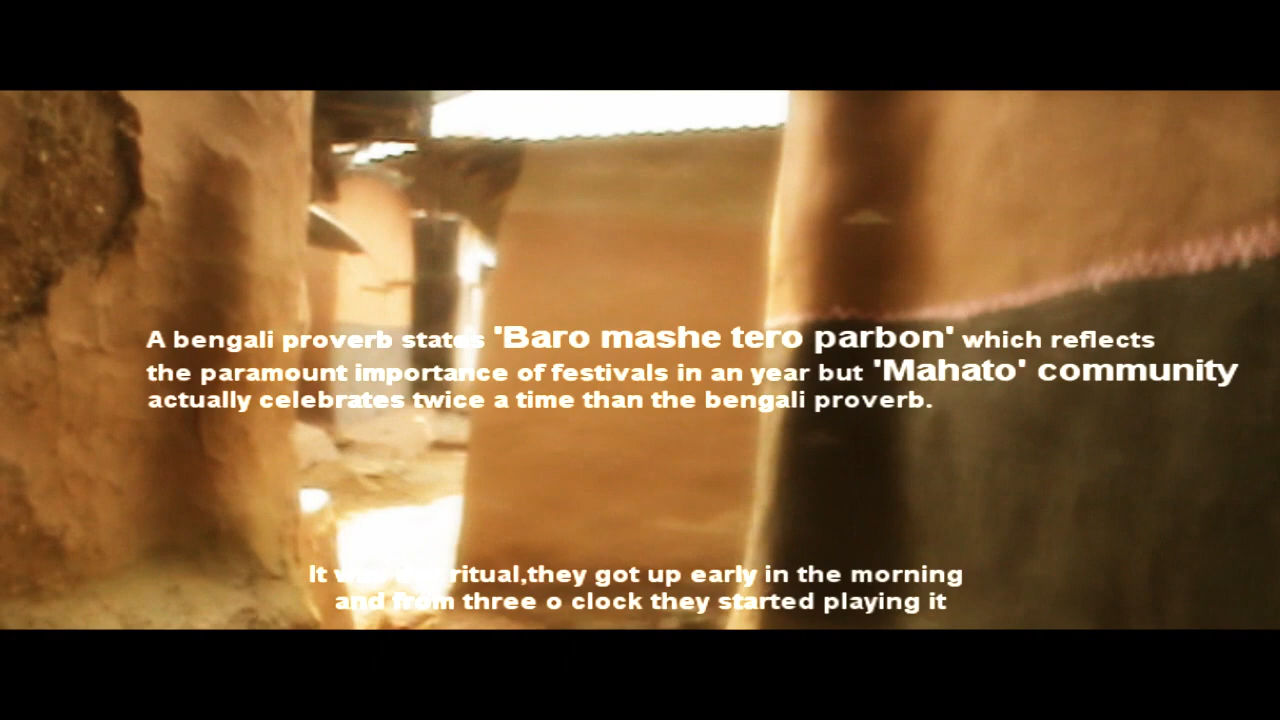 A bengali proverb states 'Baro mashe tero parbon' which reflects
the paramount importance of festivals in an year but 'Mahato' community
actually celebrates twice a time than the bengali proverb.
It ritual,they got up early in the morning
and from three o clock they started playing it